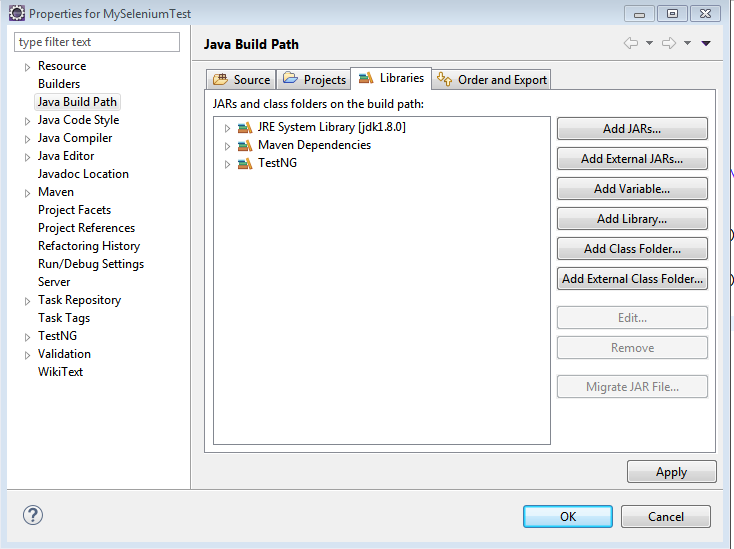 Properties for MySeleniumTest
type filter text
Resource
Builders
Java Build Path
Java Code Style
Java Compiler
Java Editor
Javadoc Location
Maven
Project Facets
Project References
Refactoring History
Run/Debug Settings
Server
Task Repository
Task Tags
TestNG
Validation
WikiText
Java Build Path
Source Projects Libraries Order and Export
JARs and class folders on the build path:
JRE System Library [jdk1.8.0]
Maven Dependencies
TestNG
Add JARs...
Add External JARs...
Add Variable...
Add Library...
Add Class Folder...
Add External Class Folder...
Edit...
Remove
Migrate JAR File...
Apply
? OK Cancel